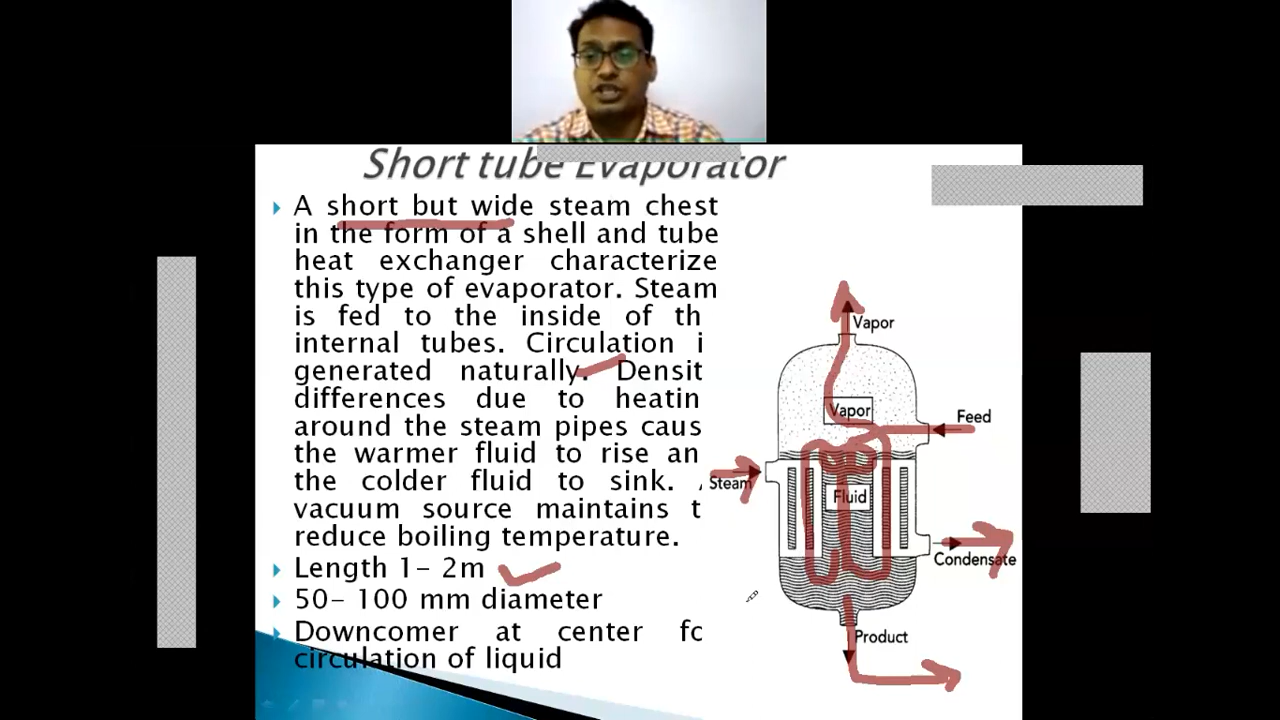 Short tube Evaporator
A short but wide steam chest
in the form of a shell and tube
heat exchanger characterize
this type of evaporator. Steam
is fed to the inside of th
internal tubes. Circulation i
generated naturally. Densit
differences due to heatin
around the steam pipes caus
the warmer fluid to rise an
the colder fluid to sink.
vacuum source maintains t
reduce boiling temperature.
Length 1- 2m
50- 100 mm diameter
Downcomer at center fo
circulation of liquid
Vapor
Vapor
Feed
Steam
Fluid
Condensate
Product